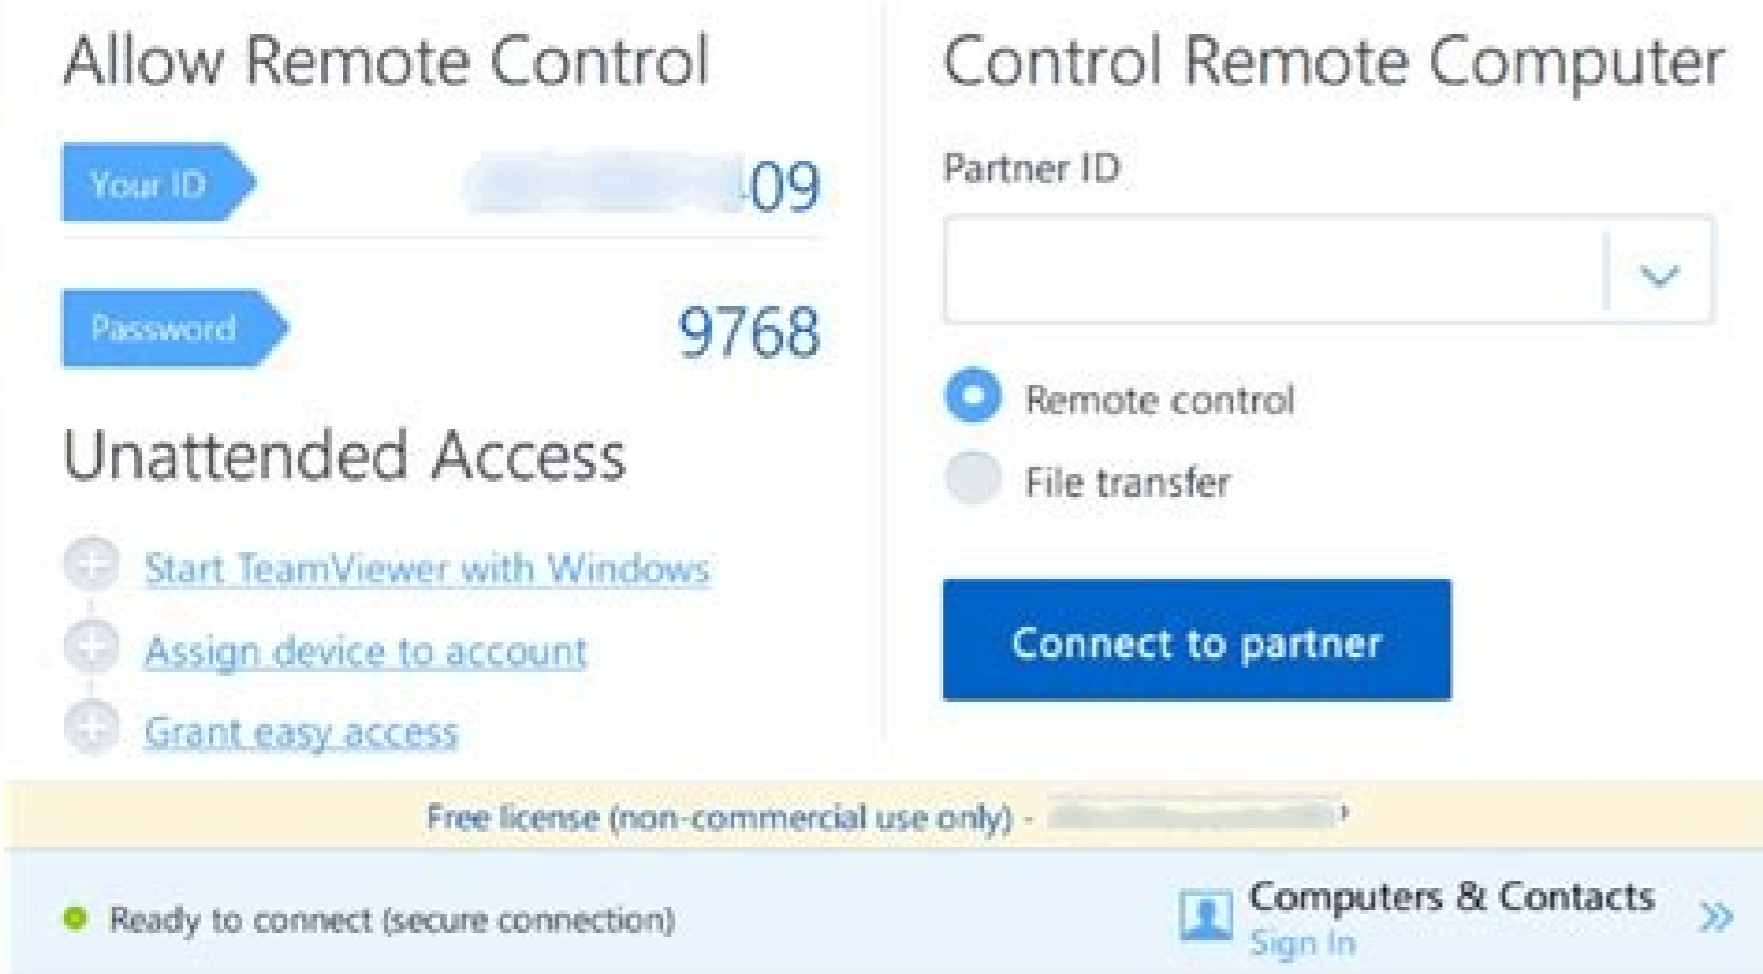 Allow Remote Control
Your ID
09
Password
9768
Unattended Access
Start TeamViewer with Windows
Assign device to account
Grant easy access
Control Remote Computer
Partner ID
Remote control
File transfer
Connect to partner
Free license (non-commercial use only) -
Ready to connect (secure connection)
Computers & Contacts
Sign In